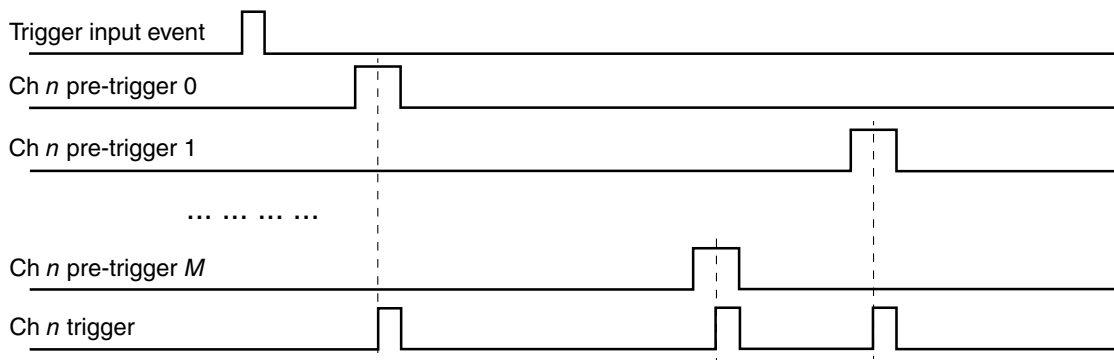 Trigger input event
Ch n pre-trigger 0
Ch n pre-trigger 1
... ... ... ...
Ch n pre-trigger M
Ch n trigger